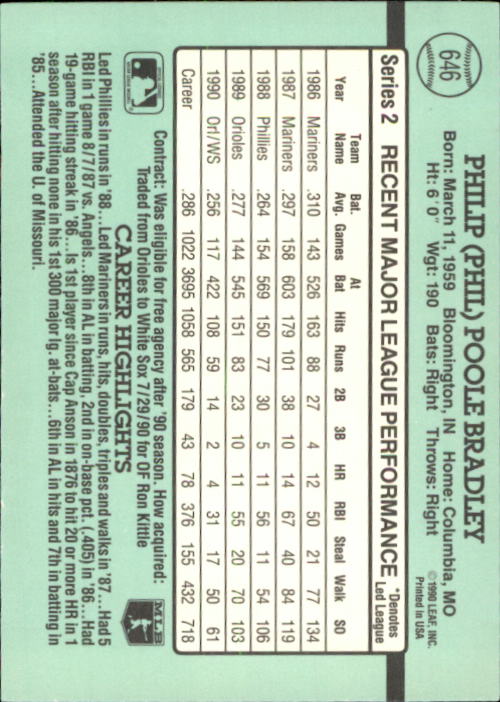 646
PHILIP (PHIL) POOLE BRADLEY
Born: March 11, 1959 Bloomington, IN Home: Columbia, MO
Ht: 6' 0" Wgt: 190 Bats: Right Throws: Right
©1990 LEAF, INC.
Printed in USA
Series 2 RECENT MAJOR LEAGUE PERFORMANCE *Denotes Led League
Year Team Name Bat. Avg. Games At Bat Hits Runs 2B 3B HR RBI Steal Walk SO
1986 Mariners .310 143 526 163 88 27 4 12 50 21 77 134
1987 Mariners .297 158 603 179 101 38 10 14 67 40 84 119
1988 Phillies .264 154 569 150 77 30 5 11 56 11 54 106
1989 Orioles .277 144 545 151 83 23 10 11 55 20 70 103
1990 Orl/WS .256 117 422 108 59 14 2 4 31 17 50 61
Career .286 1022 3695 1058 565 179 43 78 376 155 432 718
Contract: Was eligible for free agency after '90 season. How acquired:
Traded from Orioles to White Sox 7/29/90 for OF Ron Kittle
CAREER HIGHLIGHTS
MLB
Led Phillies in runs in '88...Led Mariners in runs, hits, doubles, triples and walks in '87...Had 5
RBI in 1 game 8/7/87 vs. Angels...8th in AL in batting, 2nd in on-base pct. (.405) in '86...Had
19-game hitting streak in '86...Is 1st player since Cap Anson in 1876 to hit 20 or more HR in 1
season after hitting none in his 1st 300 major lg. at-bats...6th in AL in hits and 7th in batting in
'85...Attended the U. of Missouri.